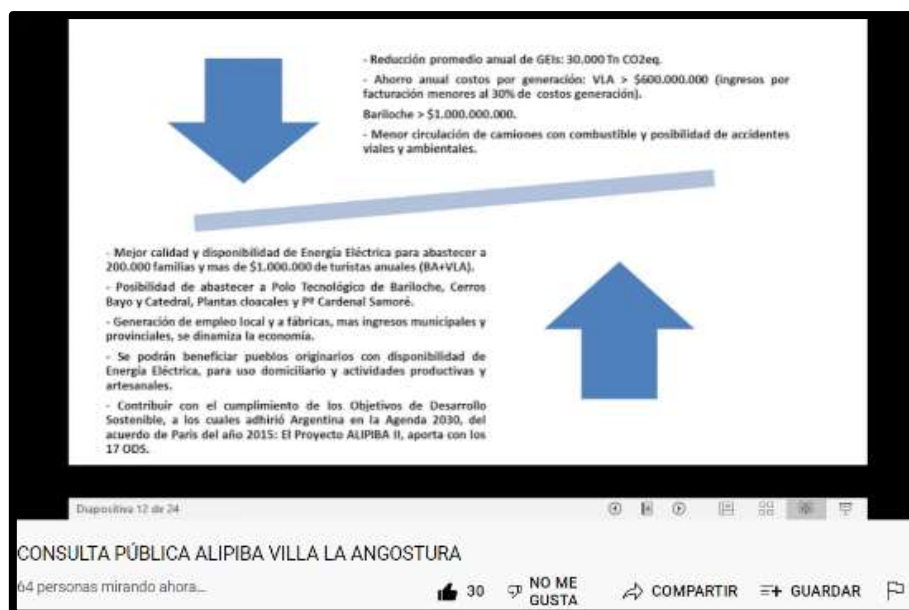 - Reducción promedio anual de GEIs: 30.000 Tn CO2eq.
- Ahorro anual costos por generación: VLA > $600.000.000 (ingresos por
facturación menores al 30% de costos generación).
Bariloche > $1.000.000.000.
- Menor circulación de camiones con combustible y posibilidad de accidentes
viales y ambientales.
- Mejor calidad y disponibilidad de Energía Eléctrica para abastecer a
200.000 familias y mas de $1.000.000 de turistas anuales (BA+VLA).
- Posibilidad de abastecer a Polo Tecnológico de Bariloche, Cerros
Bayo y Catedral, Plantas cloacales y Pº Cardenal Samoré.
- Generación de empleo local y a fábricas, mas ingresos municipales y
provinciales, se dinamiza la economía.
- Se podrán beneficiar pueblos originarios con disponibilidad de
Energía Eléctrica, para uso domiciliario y actividades productivas y
artesanales.
- Contribuir con el cumplimiento de los Objetivos de Desarrollo
Sostenible, a los cuales adhirió Argentina en la Agenda 2030, del
acuerdo de Paris del año 2015: El Proyecto ALIPIBA II, aporta con los
17 ODS.
Diapositiva 12 de 24
CONSULTA PÚBLICA ALIPIBA VILLA LA ANGOSTURA
64 personas mirando ahora...
30
NO ME
GUSTA
COMPARTIR
GUARDAR